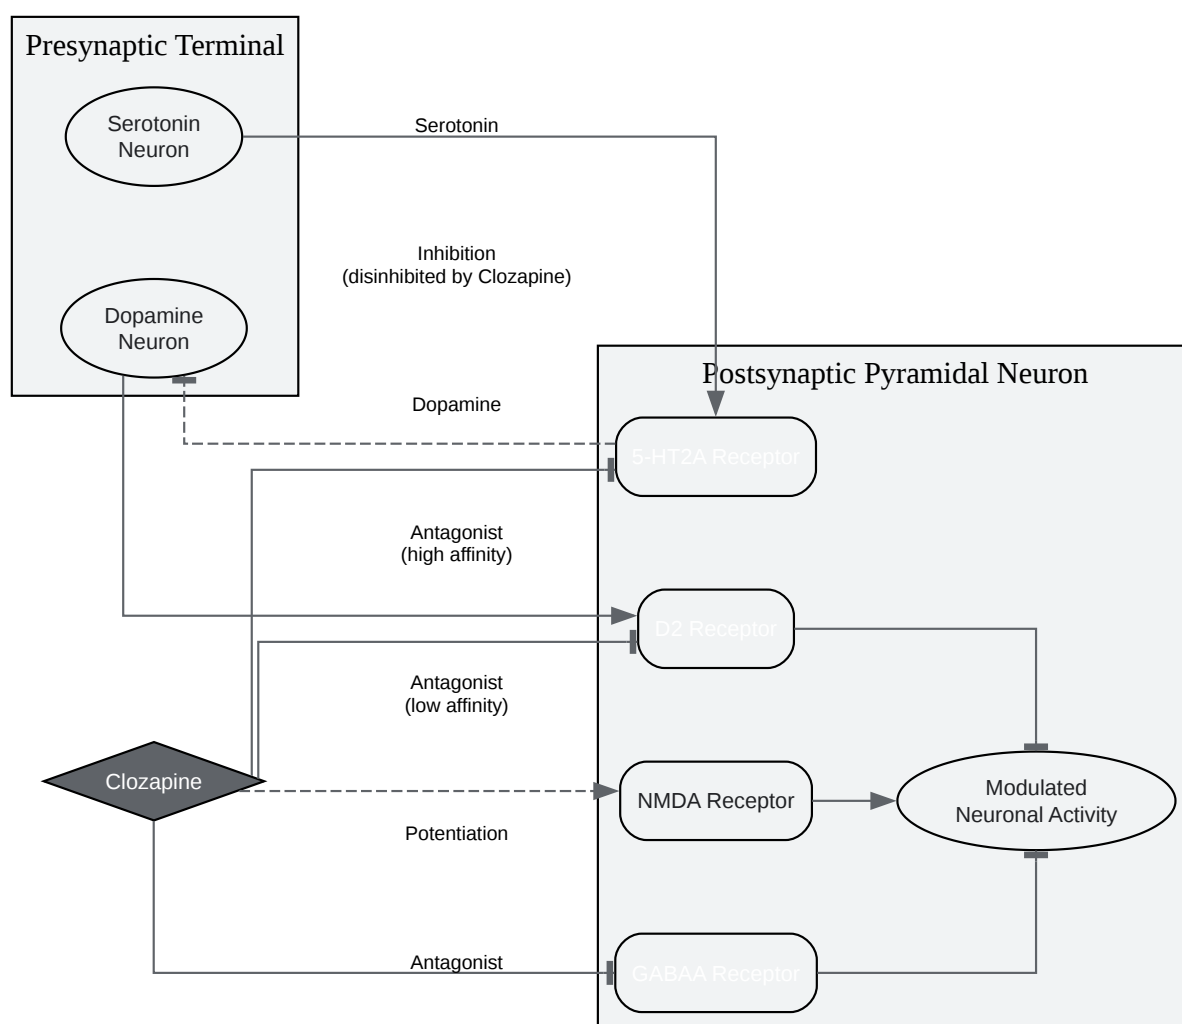 Presynaptic Terminal
Serotonin
Neuron
Serotonin
Inhibition
(disinhibited by Clozapine)
Dopamine
Neuron
Postsynaptic Pyramidal Neuron
Dopamine
5-HT2A Receptor
Antagonist
(high affinity)
D2 Receptor
Antagonist
(low affinity)
Clozapine
NMDA Receptor
Modulated
Neuronal Activity
Potentiation
Antagonist
GABAA Receptor